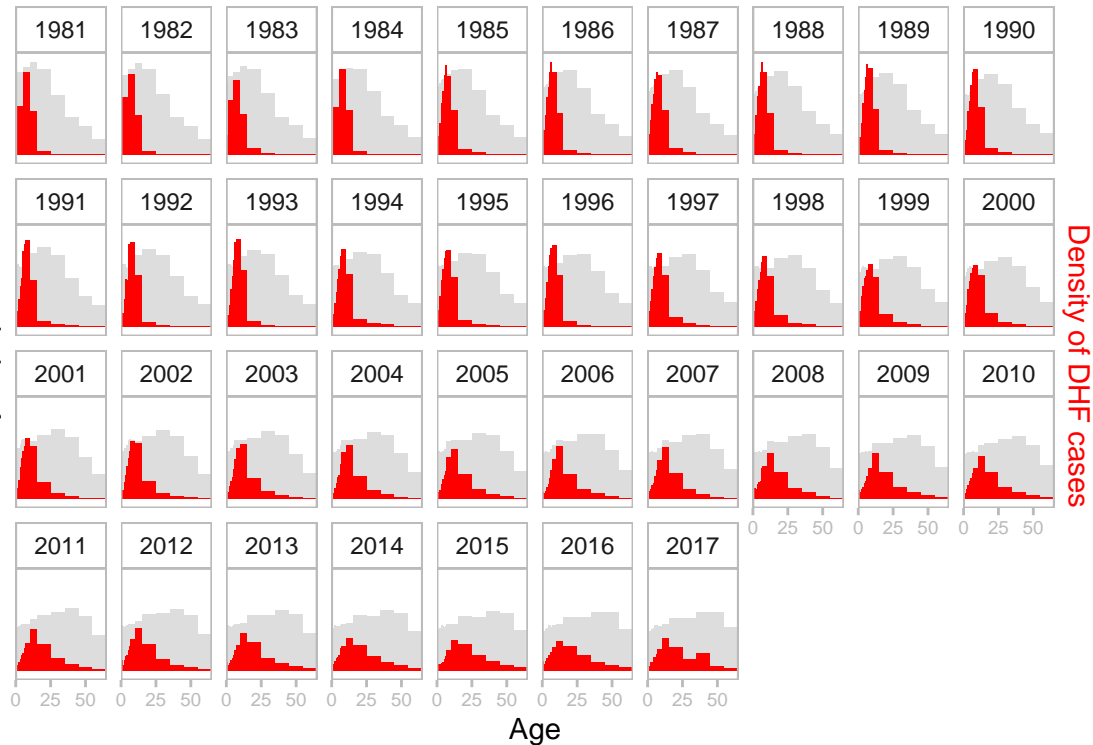 1981 1982 1983 1984 1985 1986 1987 1988 1989 1990
1991 1992 1993 1994 1995 1996 1997 1998 1999 2000
2001 2002 2003 2004 2005 2006 2007 2008 2009 2010
0 25 50 0 25 50 0 25 50
2011 2012 2013 2014 2015 2016 2017
0 25 50 0 25 50 0 25 50 0 25 50 0 25 50 0 25 50 0 25 50
Age
Density of DHF cases